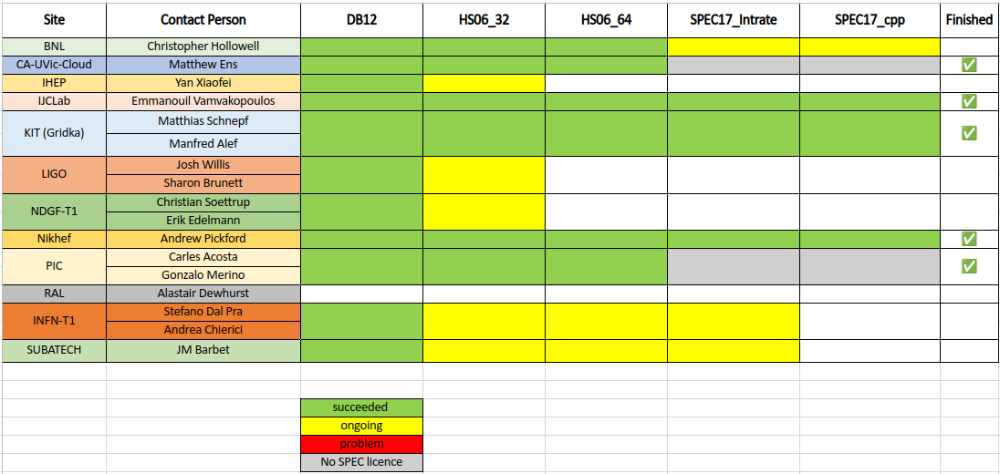 Site Contact Person DB12 HS06_32 HS06_64 SPEC17_Intrate SPEC17_cpp Finished
BNL Christopher Hollowell
CA-UVic-Cloud Matthew Ens ✅
IHEP Yan Xiaofei
IJCLab Emmanouil Vamvakopoulos ✅
KIT (Gridka) Matthias Schnepf ✅
Manfred Alef
LIGO Josh Willis
Sharon Brunett
NDGF-T1 Christian Soettrup
Erik Edelmann
Nikhef Andrew Pickford ✅
PIC Carles Acosta ✅
Gonzalo Merino
RAL Alastair Dewhurst
INFN-T1 Stefano Dal Pra
Andrea Chierici
SUBATECH JM Barbet
succeeded
ongoing
problem
No SPEC licence